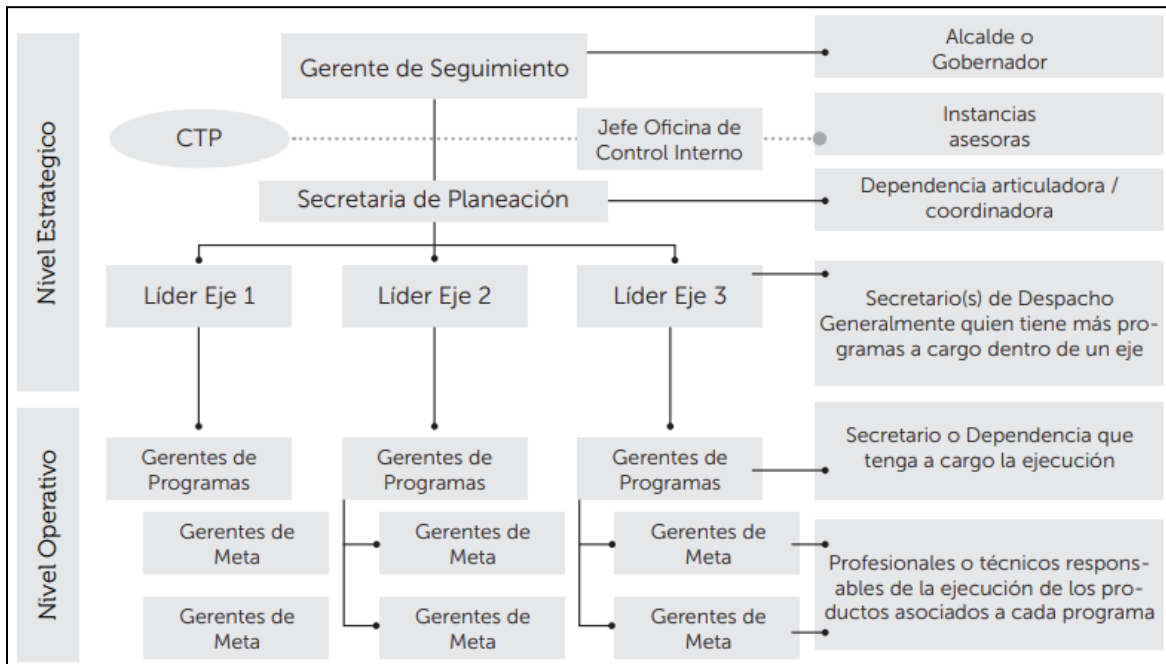 Nivel Estrategico
Gerente de Seguimiento
Alcalde o
Gobernador
CTP
Jefe Oficina de
Control Interno
Instancias
asesoras
Secretaria de Planeación
Dependencia articuladora /
coordinadora
Líder Eje 1
Líder Eje 2
Líder Eje 3
Secretario(s) de Despacho
Generalmente quien tiene más pro-
gramas a cargo dentro de un eje
Nivel Operativo
Gerentes de
Programas
Gerentes de
Programas
Gerentes de
Programas
Secretario o Dependencia que
tenga a cargo la ejecución
Gerentes de
Meta
Gerentes de
Meta
Gerentes de
Meta
Gerentes de
Meta
Gerentes de
Meta
Gerentes de
Meta
Profesionales o técnicos respons-
ables de la ejecución de los pro-
ductos asociados a cada programa